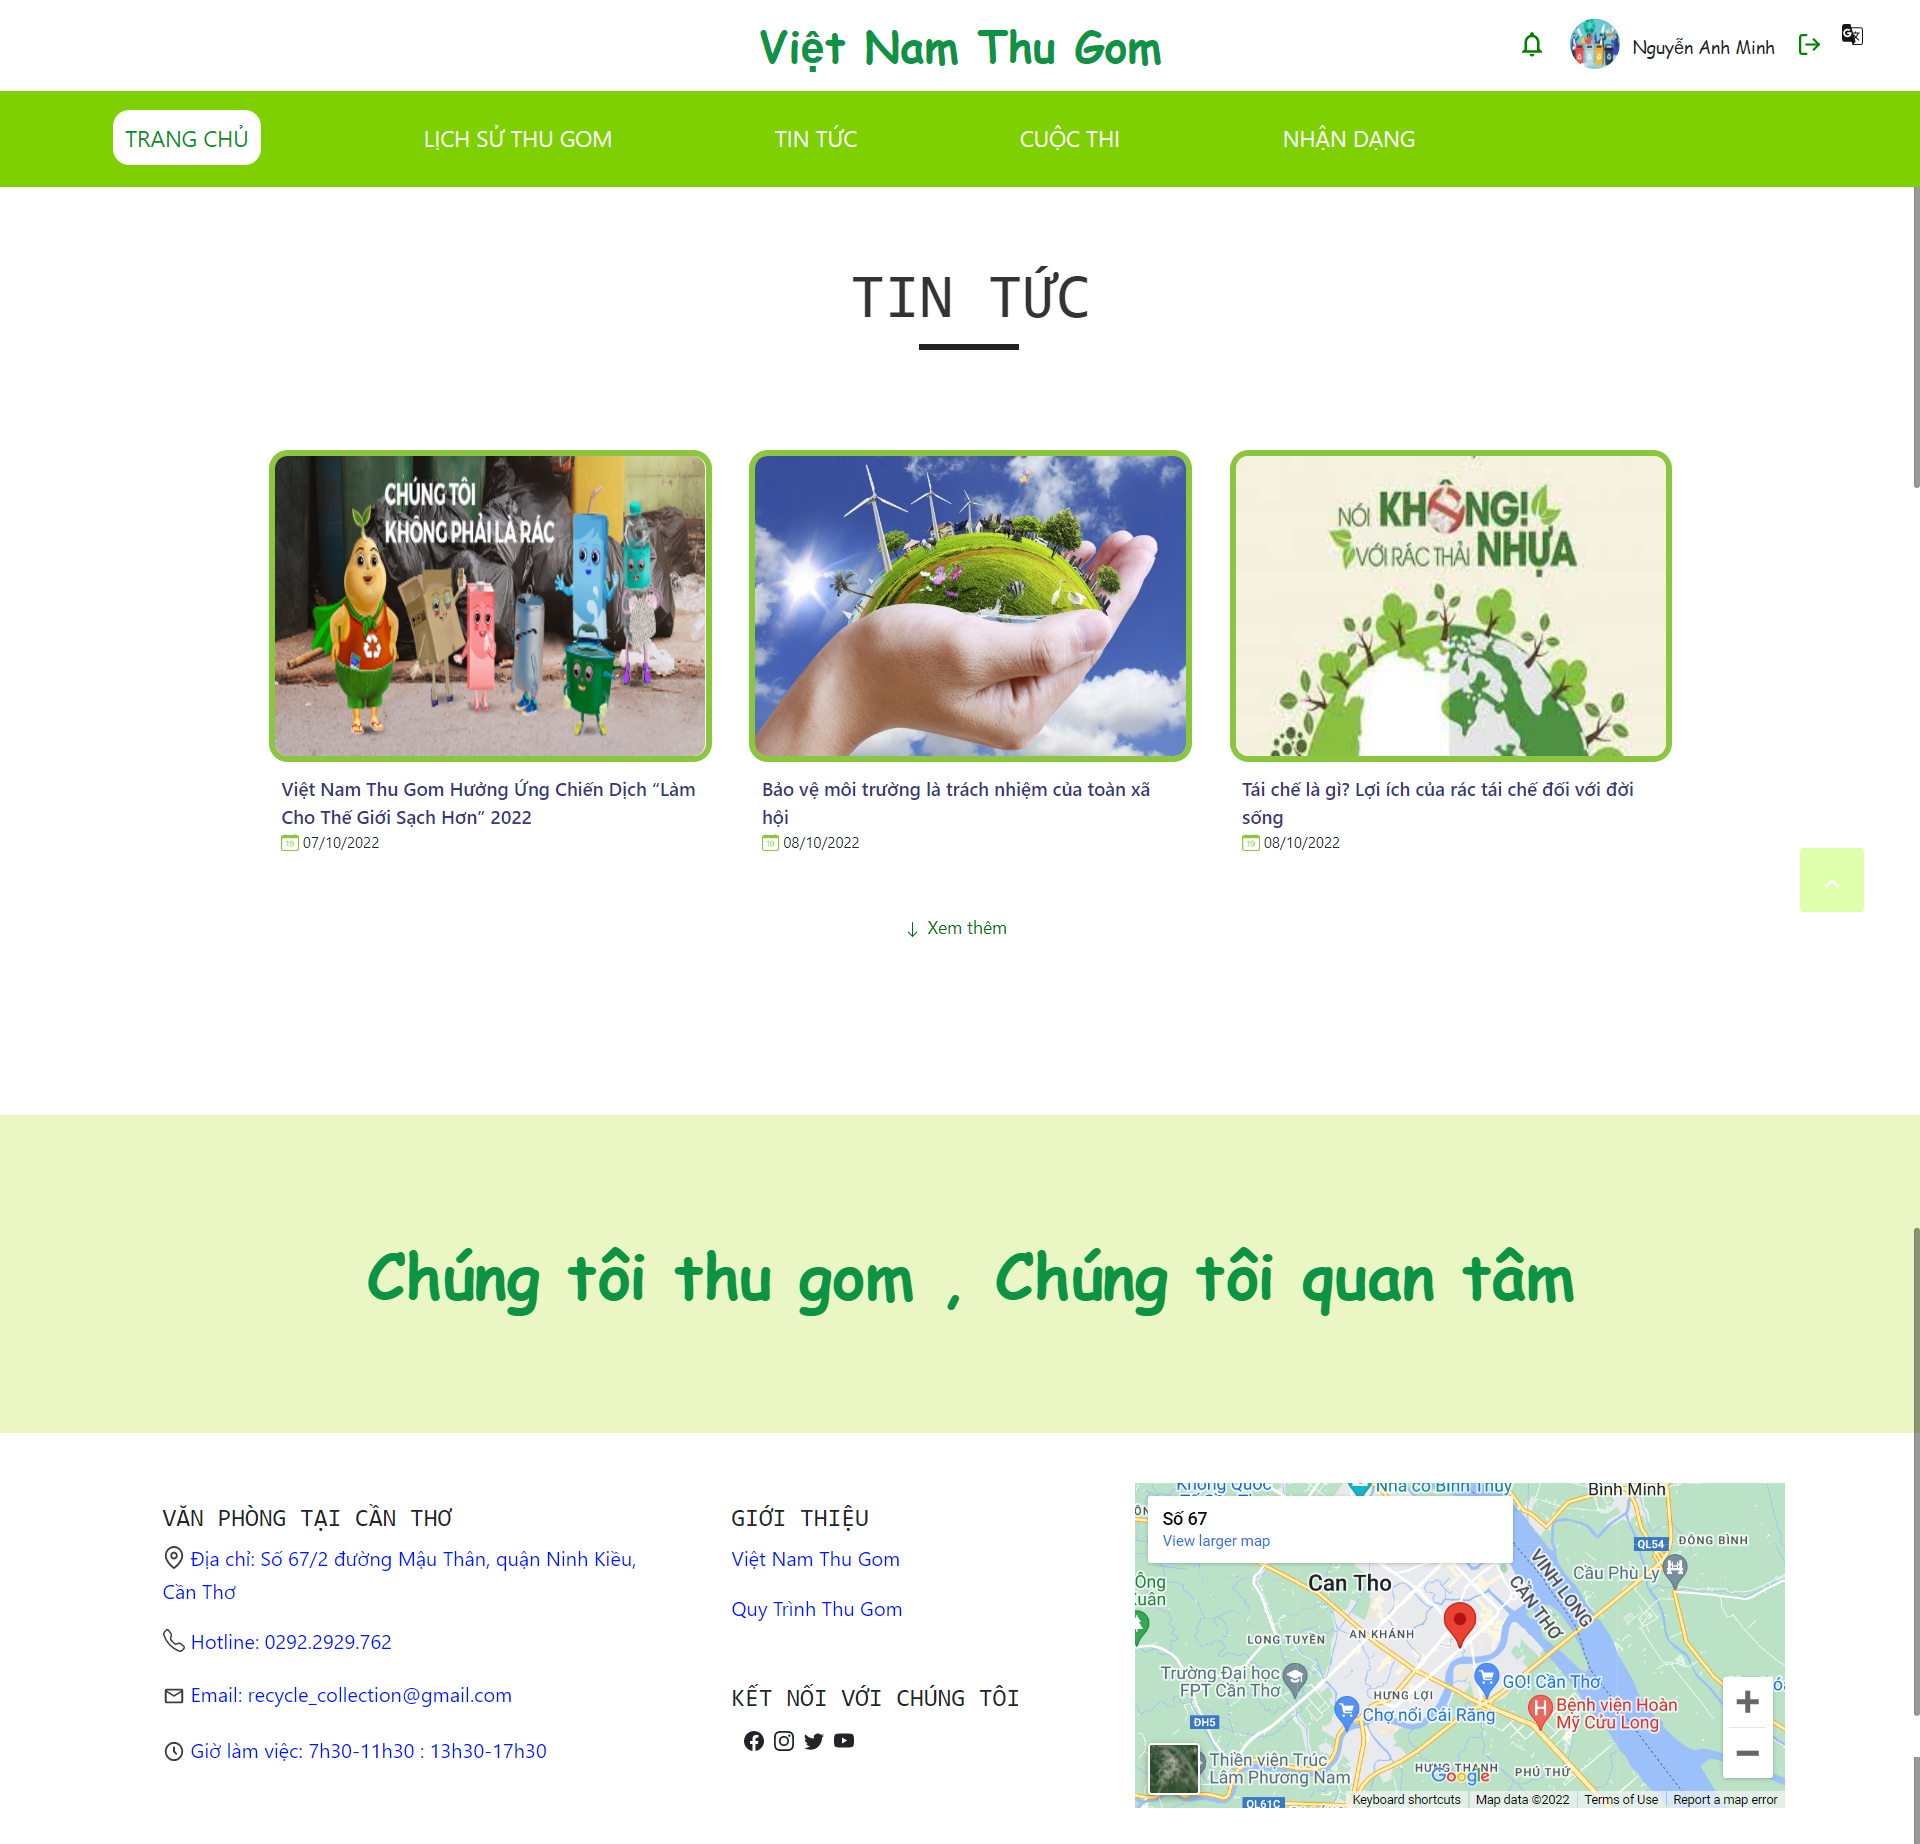 Việt Nam Thu Gom
Nguyễn Anh Minh
TRANG CHỦ
LỊCH SỬ THU GOM
TIN TỨC
CUỘC THI
NHẬN DẠNG
TIN TỨC
CHÚNG TÔI
KHÔNG PHẢI LÀ RÁC
NÓI KHÔNG!
VỚI RÁC THẢI NHỰA
Việt Nam Thu Gom Hưởng Ứng Chiến Dịch “Làm
Cho Thế Giới Sạch Hơn” 2022
07/10/2022
Bảo vệ môi trường là trách nhiệm của toàn xã
hội
08/10/2022
Tái chế là gì? Lợi ích của rác tái chế đối với đời
sống
08/10/2022
Xem thêm
Chúng tôi thu gom , Chúng tôi quan tâm
VĂN PHÒNG TẠI CẦN THƠ
Địa chỉ: Số 67/2 đường Mậu Thân, quận Ninh Kiều,
Cần Thơ
Hotline: 0292.2929.762
Email: recycle_collection@gmail.com
Giờ làm việc: 7h30-11h30 : 13h30-17h30
GIỚI THIỆU
Việt Nam Thu Gom
Quy Trình Thu Gom
KẾT NỐI VỚI CHÚNG TÔI
Bình Minh
Số 67
View larger map
QL54
ĐÔNG BÌNH
Cầu Phù Ly
VINH LONG
CẦN THƠ
Can Tho
AN KHÁNH
LONG TUYỀN
Trường Đại học
FPT Cần Thơ
HƯNG LỢI
GO! Cần Thơ
Chợ nổi Cái Răng
Bệnh viện Hoàn
Mỹ Cửu Long
ĐH5
Thiền viện Trúc
Lâm Phương Nam
HƯNG THẠNH
PHÚ THỨ
Google
QL61C
Keyboard shortcuts
Map data ©2022
Terms of Use
Report a map error